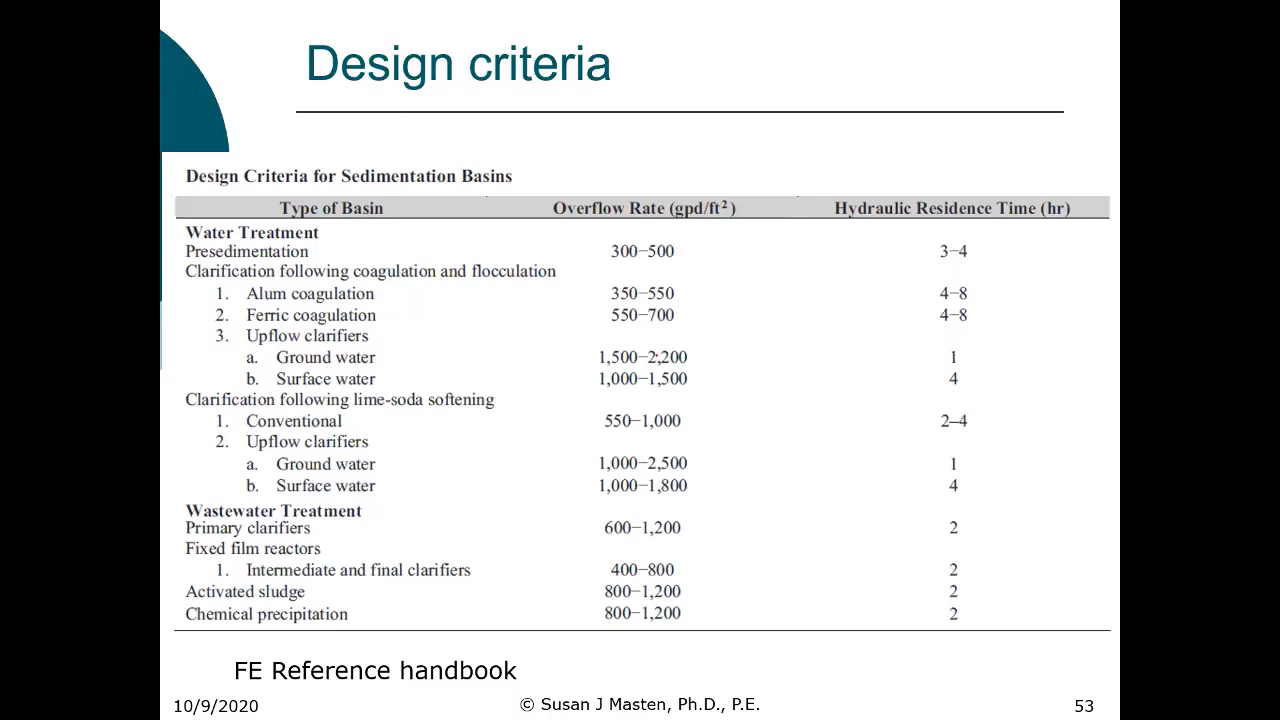 Design criteria
Design Criteria for Sedimentation Basins
Type of Basin Overflow Rate (gpd/ft²) Hydraulic Residence Time (hr)
Water Treatment
Presedimentation 300−500 3−4
Clarification following coagulation and flocculation
1. Alum coagulation 350−550 4−8
2. Ferric coagulation 550−700 4−8
3. Upflow clarifiers
a. Ground water 1,500−2,200 1
b. Surface water 1,000−1,500 4
Clarification following lime-soda softening
1. Conventional 550−1,000 2–4
2. Upflow clarifiers
a. Ground water 1,000−2,500 1
b. Surface water 1,000−1,800 4
Wastewater Treatment
Primary clarifiers 600−1,200 2
Fixed film reactors
1. Intermediate and final clarifiers 400−800 2
Activated sludge 800−1,200 2
Chemical precipitation 800−1,200 2
FE Reference handbook
10/9/2020 © Susan J Masten, Ph.D., P.E. 53